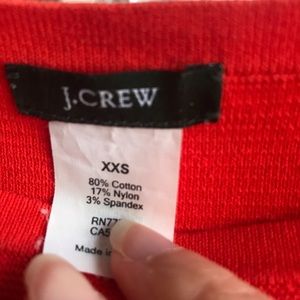 J.CREW
XXS
80% Cotton
17% Nylon
3% Spandex
Made in